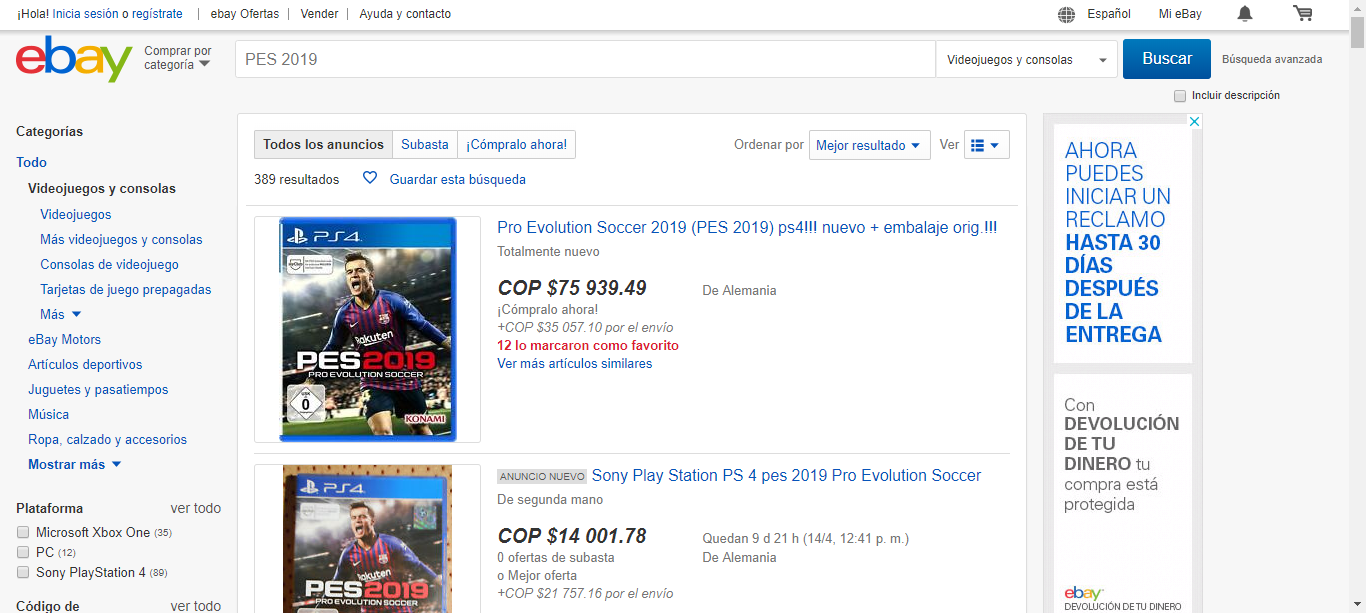 ¡Hola! Inicia sesión o regístrate | ebay Ofertas | Vender | Ayuda y contacto
Español Mi eBay
ebay
Comprar por
categoría
PES 2019
Videojuegos y consolas
Buscar
Búsqueda avanzada
Incluir descripción
Categorías
Todo
Videojuegos y consolas
Videojuegos
Más videojuegos y consolas
Consolas de videojuego
Tarjetas de juego prepagadas
Más
eBay Motors
Artículos deportivos
Juguetes y pasatiempos
Música
Ropa, calzado y accesorios
Mostrar más
Plataforma ver todo
Microsoft Xbox One (35)
PC (12)
Sony PlayStation 4 (89)
Código de ver todo
Todos los anuncios Subasta ¡Cómpralo ahora!
Ordenar por Mejor resultado Ver
389 resultados Guardar esta búsqueda
PS4
Rakuten
PES2019
PRO EVOLUTION SOCCER
USK
0
KONAMI
Pro Evolution Soccer 2019 (PES 2019) ps4!!! nuevo + embalaje orig.!!!
Totalmente nuevo
COP $75 939.49 De Alemania
¡Cómpralo ahora!
+COP $35 057.10 por el envío
12 lo marcaron como favorito
Ver más artículos similares
PS4
Rakuten
PES2019
PRO EVOLUTION SOCCER
ANUNCIO NUEVO Sony Play Station PS 4 pes 2019 Pro Evolution Soccer
De segunda mano
COP $14 001.78 Quedan 9 d 21 h (14/4, 12:41 p. m.)
0 ofertas de subasta De Alemania
o Mejor oferta
+COP $21 757.16 por el envío
AHORA
PUEDES
INICIAR UN
RECLAMO
HASTA 30
DÍAS
DESPUÉS
DE LA
ENTREGA
Con
DEVOLUCIÓN
DE TU
DINERO tu
compra está
protegida
ebay
DEVOLUCIÓN DE TU DINERO